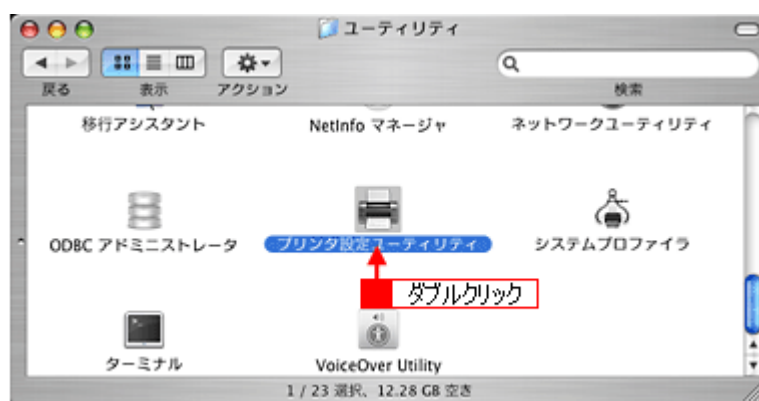 ユーティリティ
戻る
表示
アクション
検索
移行アシスタント
NetInfo マネージャ
ネットワークユーティリティ
ODBC アドミニストレータ
プリンタ設定ユーティリティ
システムプロファイラ
ダブルクリック
ターミナル
VoiceOver Utility
1 / 23 選択、12.28 GB 空き